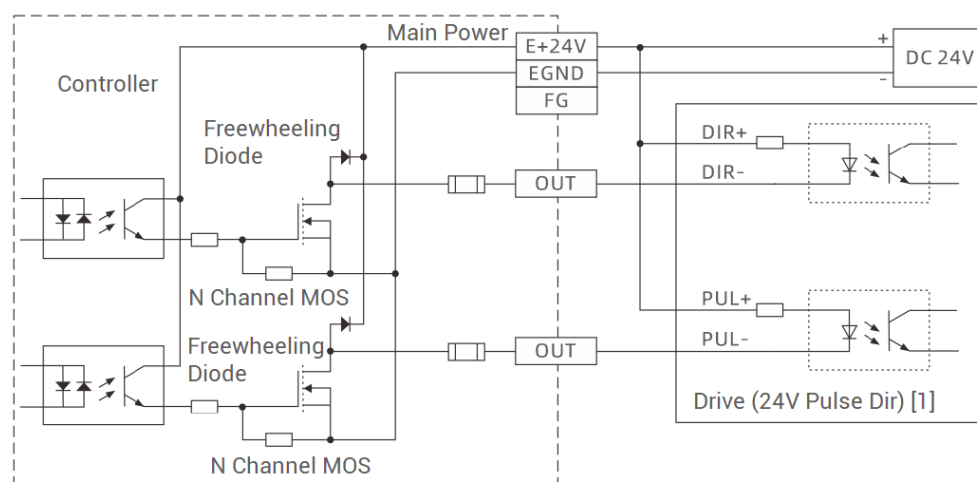 Main Power
E+24V
+
DC 24V
EGND
-
FG
Controller
Freewheeling
Diode
DIR+
DIR-
OUT
N Channel MOS
PUL+
Freewheeling
Diode
OUT
PUL-
Drive (24V Pulse Dir) [1]
N Channel MOS